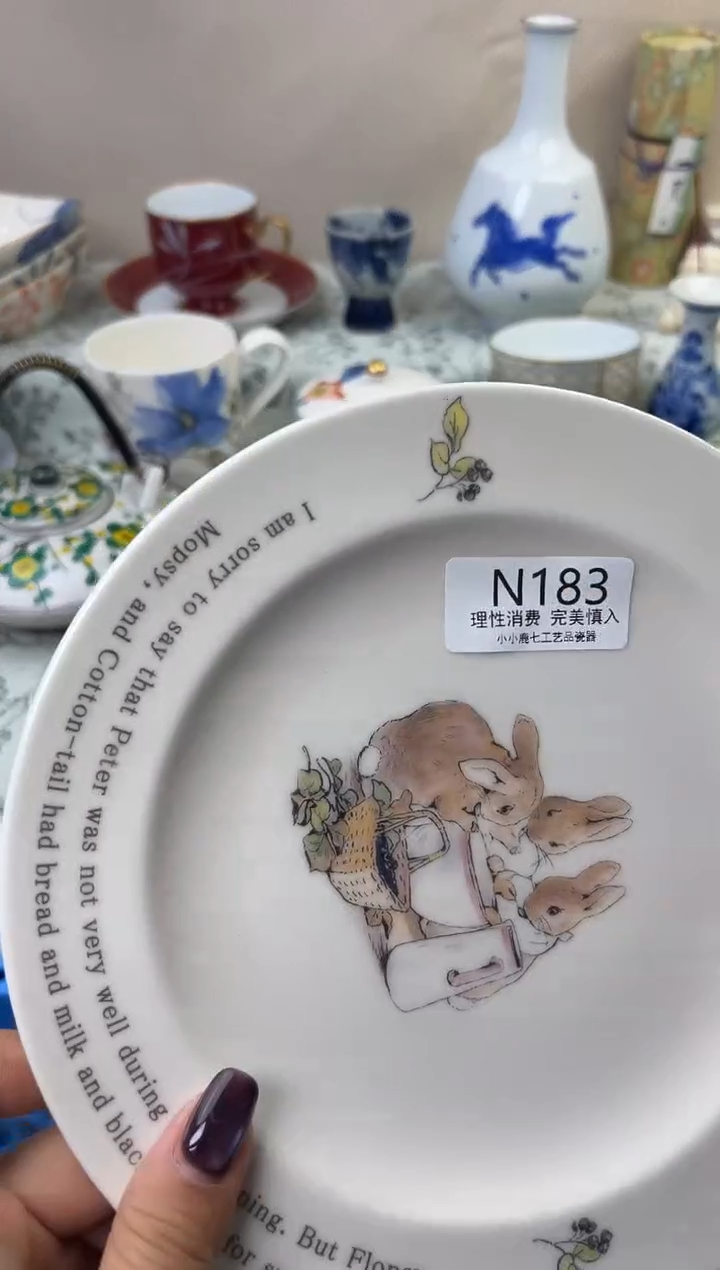 N183
理性消费 完美慎入
小小鹿七工艺品瓷器
I am sorry to say that Peter was not very well during
ing. But Flopsy
Mopsy, and Cotton-tail had bread and milk and blac
for